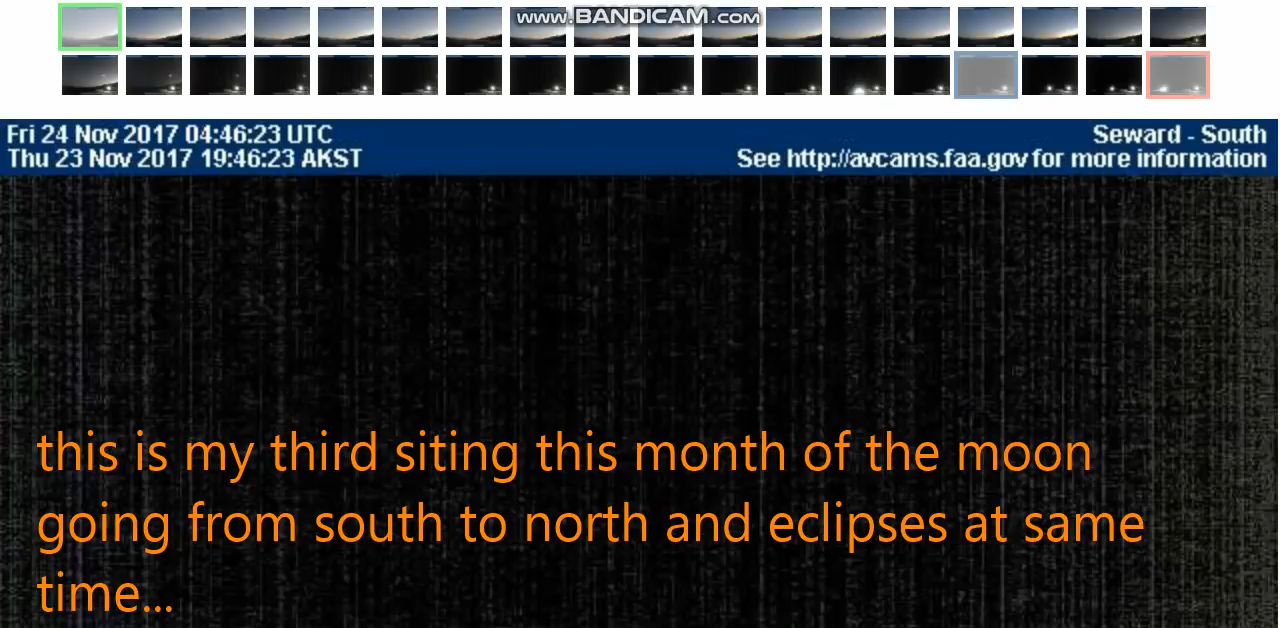 www.BANDICAM.com
Fri 24 Nov 2017 04:46:23 UTC
Seward - South
Thu 23 Nov 2017 19:46:23 AKST
See http://avcams.faa.gov for more information
this is my third siting this month of the moon
going from south to north and eclipses at same
time...